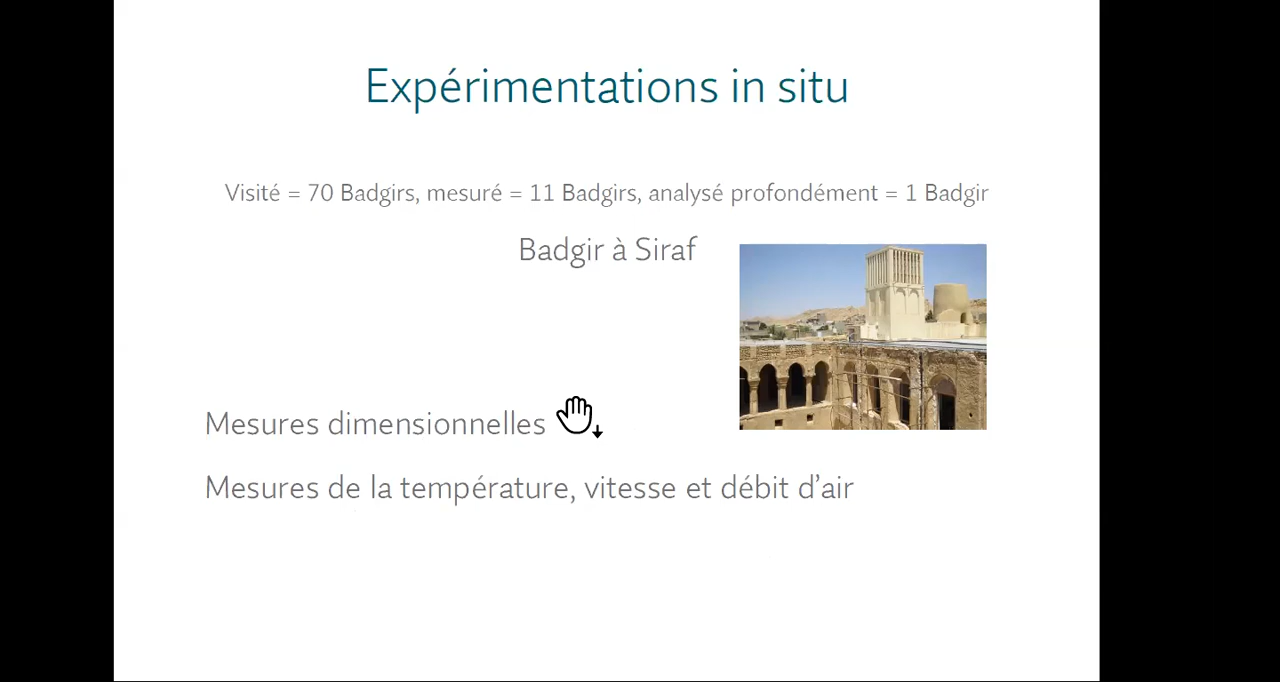 Expérimentations in situ
Visité = 70 Badgirs, mesuré = 11 Badgirs, analysé profondément = 1 Badgir
Badgir à Siraf
Mesures dimensionnelles
Mesures de la température, vitesse et débit d’air